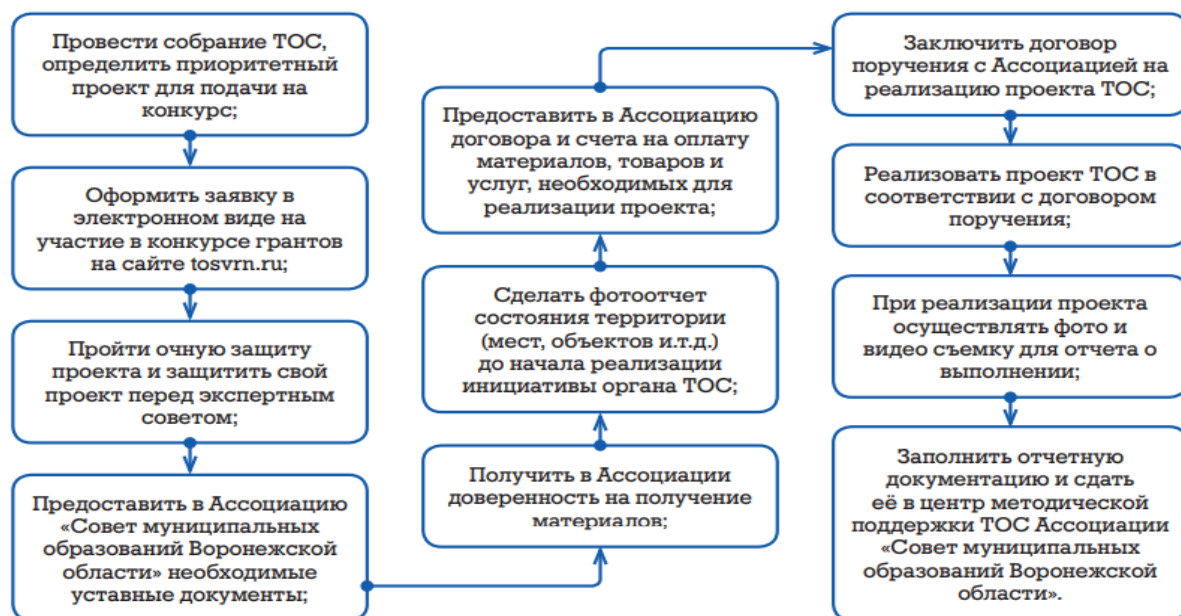 Провести собрание ТОС,
определить приоритетный
проект для подачи на
конкурс;
Оформить заявку в
электронном виде на
участие в конкурсе грантов
на сайте tosvrn.ru;
Пройти очную защиту
проекта и защитить свой
проект перед экспертным
советом;
Предоставить в Ассоциацию
«Совет муниципальных
образований Воронежской
области» необходимые
уставные документы;
Получить в Ассоциации
доверенность на получение
материалов;
Сделать фотоотчет
состояния территории
(мест, объектов и.т.д.)
до начала реализации
инициативы органа ТОС;
Предоставить в Ассоциацию
договора и счета на оплату
материалов, товаров и
услуг, необходимых для
реализации проекта;
Заключить договор
поручения с Ассоциацией на
реализацию проекта ТОС;
Реализовать проект ТОС в
соответствии с договором
поручения;
При реализации проекта
осуществлять фото и
видео съемку для отчета о
выполнении;
Заполнить отчетную
документацию и сдать
её в центр методической
поддержки ТОС Ассоциации
«Совет муниципальных
образований Воронежской
области».